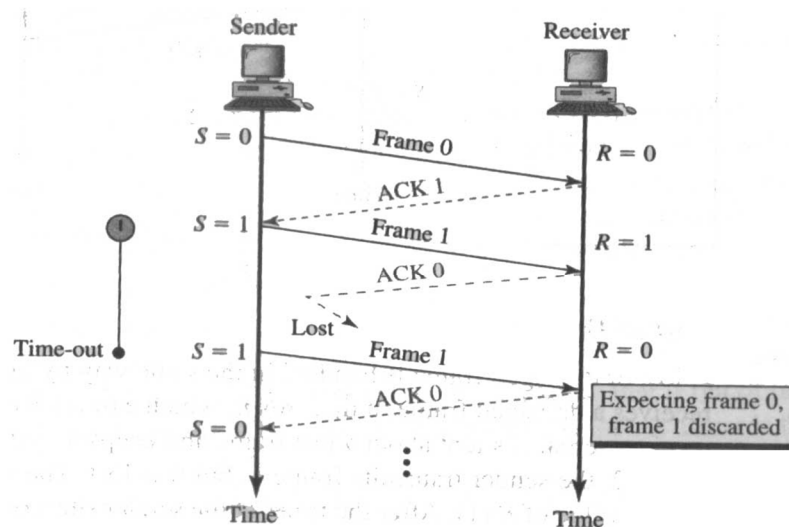 Sender
Receiver
S = 0
Frame 0
R = 0
ACK 1
S = 1
Frame 1
R = 1
ACK 0
Lost
Time-out
S = 1
Frame 1
R = 0
ACK 0
Expecting frame 0,
frame 1 discarded
S = 0
Time
Time